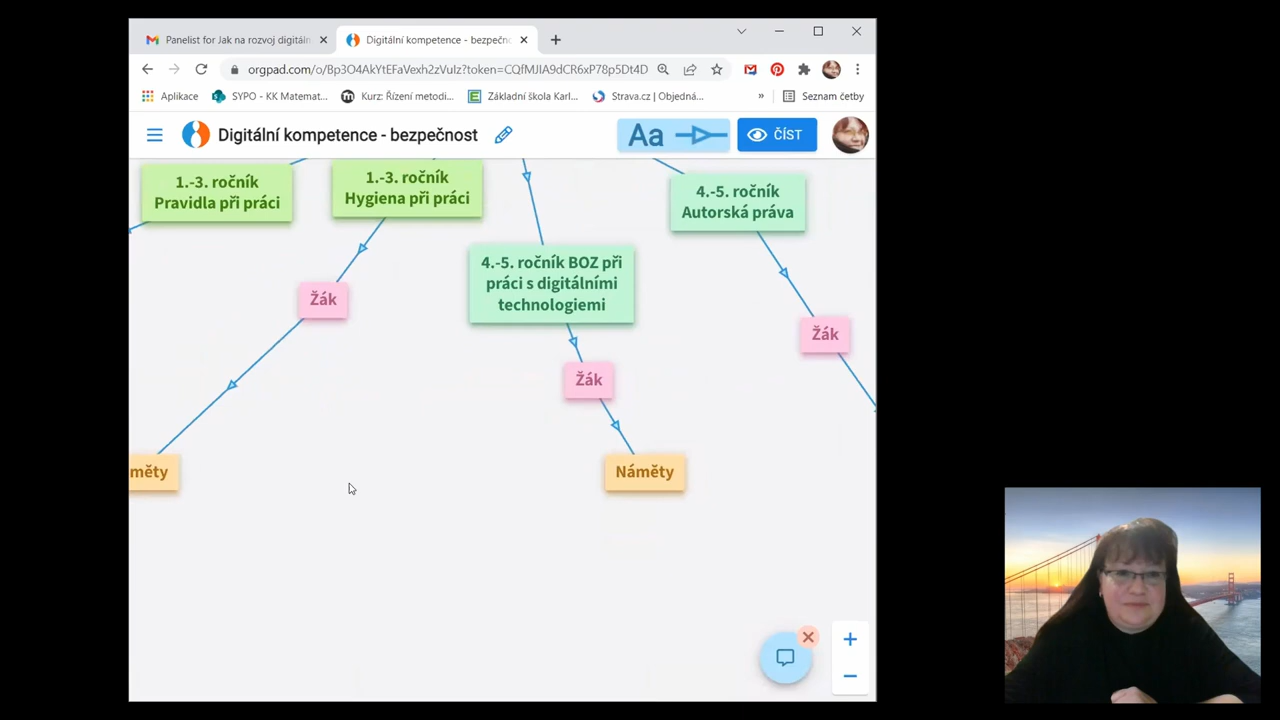 Panelist for Jak na rozvoj digitáln
Digitální kompetence - bezpečn
orgpad.com/o/Bp3O4AkYtEFaVexh2zVulz?token=CQfMJIA9dCR6xP78p5Dt4D
Aplikace
SYPO - KK Matemat...
Kurz: Řízení metodi...
Základní škola Karl...
Strava.cz | Objedná...
»
Seznam četby
Digitální kompetence - bezpečnost
Aa
ČÍST
1.-3. ročník
Pravidla při práci
1.-3. ročník
Hygiena při práci
4.-5. ročník
Autorská práva
4.-5. ročník BOZ při
práci s digitálními
technologiemi
Žák
Žák
Žák
měty
Náměty